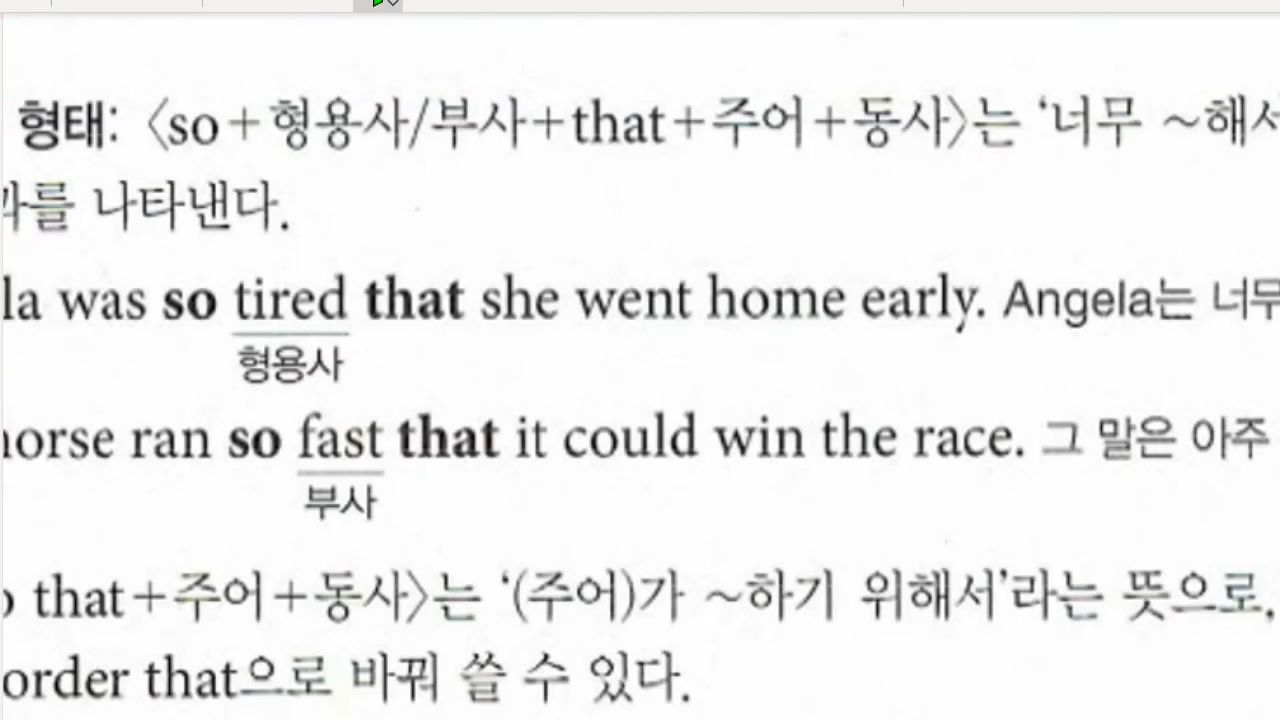 형태: 〈so+형용사/부사+that+주어+동사〉는 ‘너무 ~해서
과를 나타낸다.
la was so tired that she went home early. Angela는 너무
형용사
horse ran so fast that it could win the race. 그 말은 아주
부사
that+주어+동사〉는 ‘(주어)가 ~하기 위해서’라는 뜻으로,
order that으로 바꿔 쓸 수 있다.